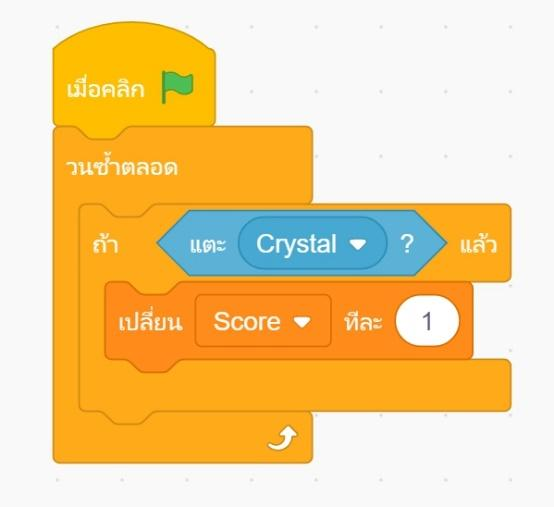 เมื่อคลิก
วนซ้ำตลอด
ถ้า แตะ Crystal ? แล้ว
เปลี่ยน Score ทีละ 1